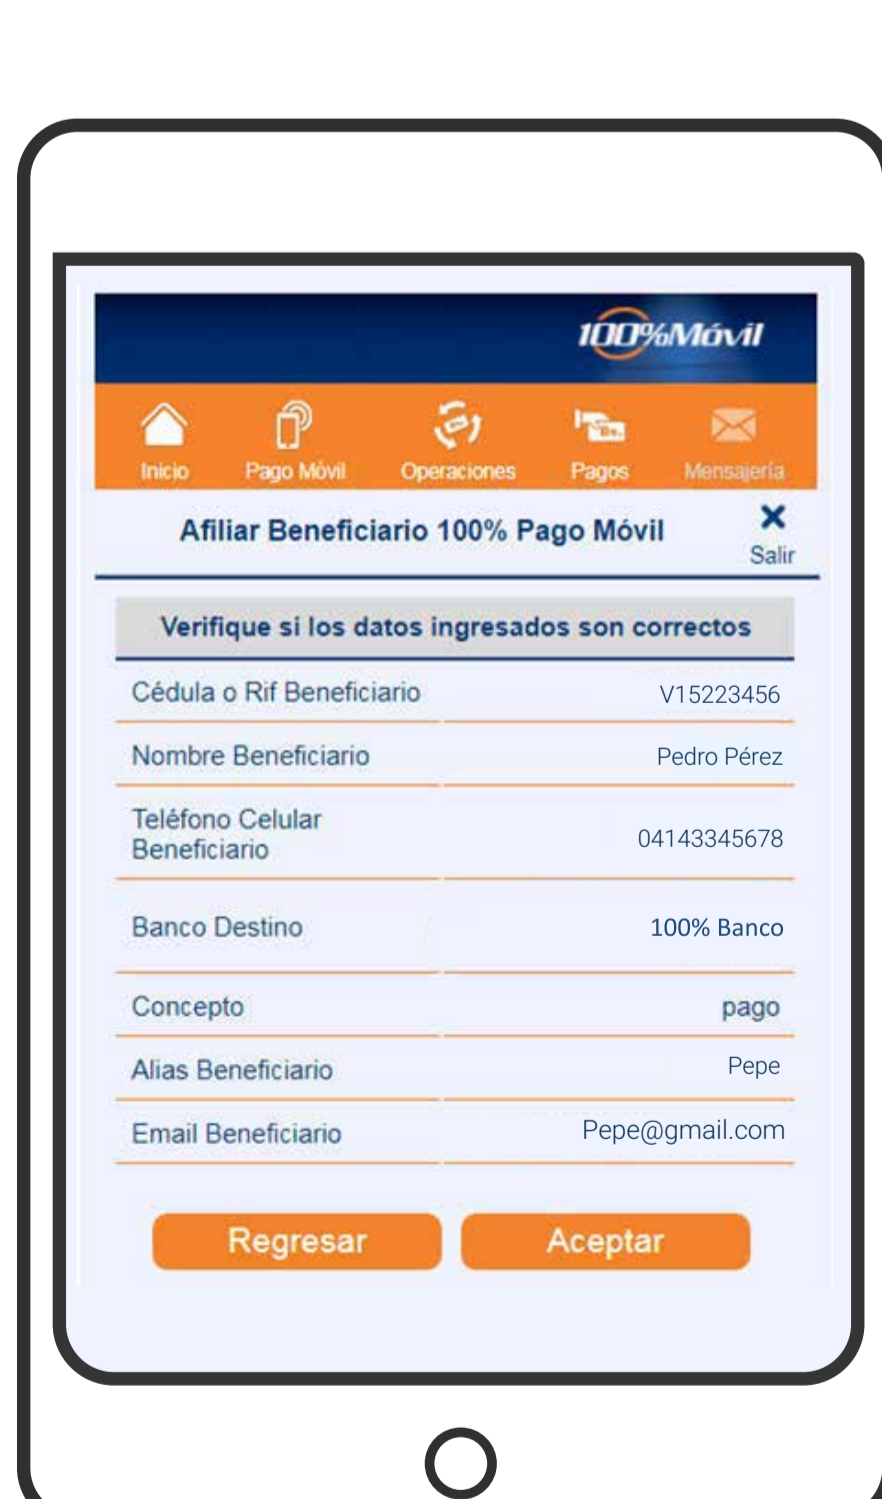 100%Móvil
Inicio Pago Móvil Operaciones Pagos Mensajería
Bs.
Afiliar Beneficiario 100% Pago Móvil
Salir
Verifique si los datos ingresados son correctos
Cédula o Rif Beneficiario V15223456
Nombre Beneficiario Pedro Pérez
Teléfono Celular
Beneficiario 04143345678
Banco Destino 100% Banco
Concepto pago
Alias Beneficiario Pepe
Email Beneficiario Pepe@gmail.com
Regresar Aceptar